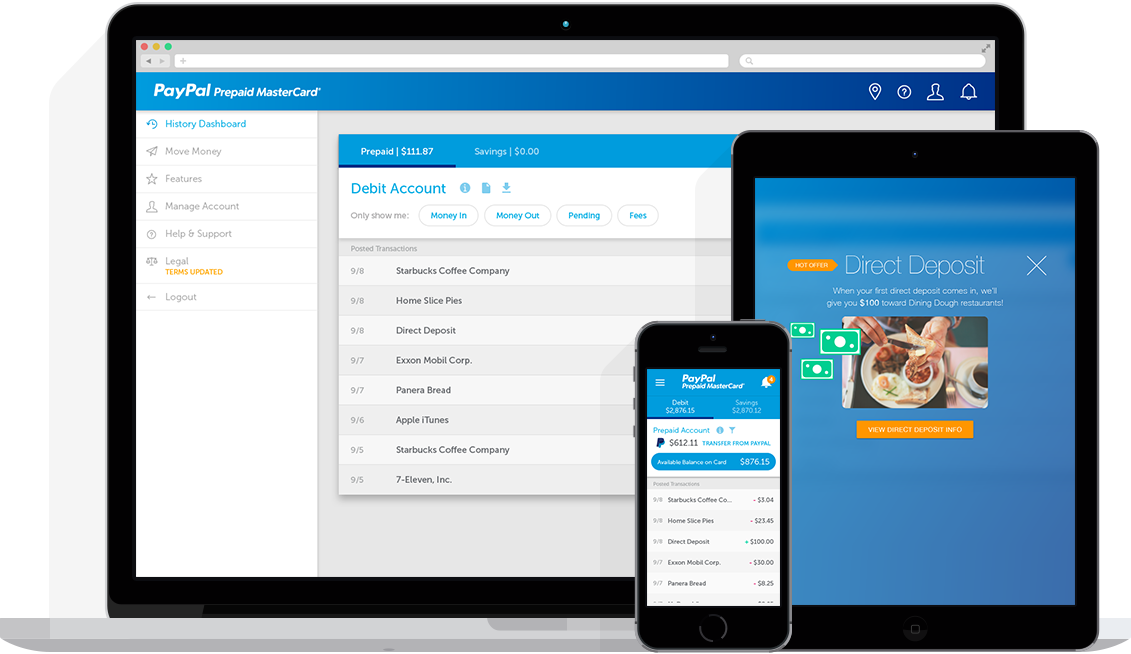 PayPal Prepaid MasterCard
History Dashboard
Move Money
Features
Manage Account
Help & Support
Legal
TERMS UPDATED
Logout
Prepaid | $111.87 Savings | $0.00
Debit Account
Only show me: Money In Money Out Pending Fees
Posted Transactions
9/8 Starbucks Coffee Company
9/8 Home Slice Pies
9/8 Direct Deposit
9/7 Exxon Mobil Corp.
9/7 Panera Bread
9/6 Apple iTunes
9/5 Starbucks Coffee Company
9/5 7-Eleven, Inc.
PayPal
Prepaid MasterCard
Debit Savings
$2,876.15 $2,870.12
Prepaid Account
$612.11 TRANSFER FROM PAYPAL
Available Balance on Card $876.15
Posted Transactions
9/8 Starbucks Coffee Co... - $3.04
9/8 Home Slice Pies - $23.45
9/8 Direct Deposit + $100.00
9/7 Exxon Mobil Corp. - $30.00
9/7 Panera Bread - $8.25
HOT OFFER Direct Deposit
When your first direct deposit comes in, we'll
give you $100 toward Dining Dough restaurants!
VIEW DIRECT DEPOSIT INFO